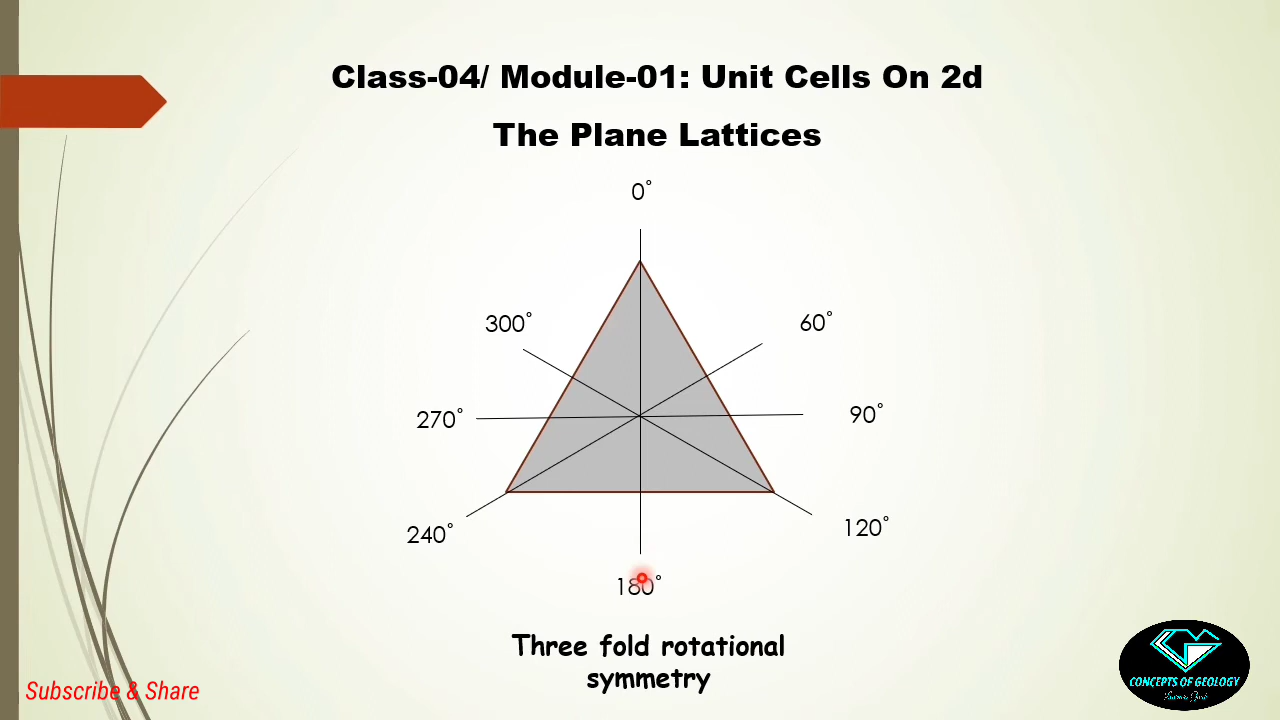 Class-04/ Module-01: Unit Cells On 2d
The Plane Lattices
0°
300°
60°
270°
90°
240°
120°
180°
Three fold rotational
symmetry
Subscribe & Share
CONCEPTS OF GEOLOGY